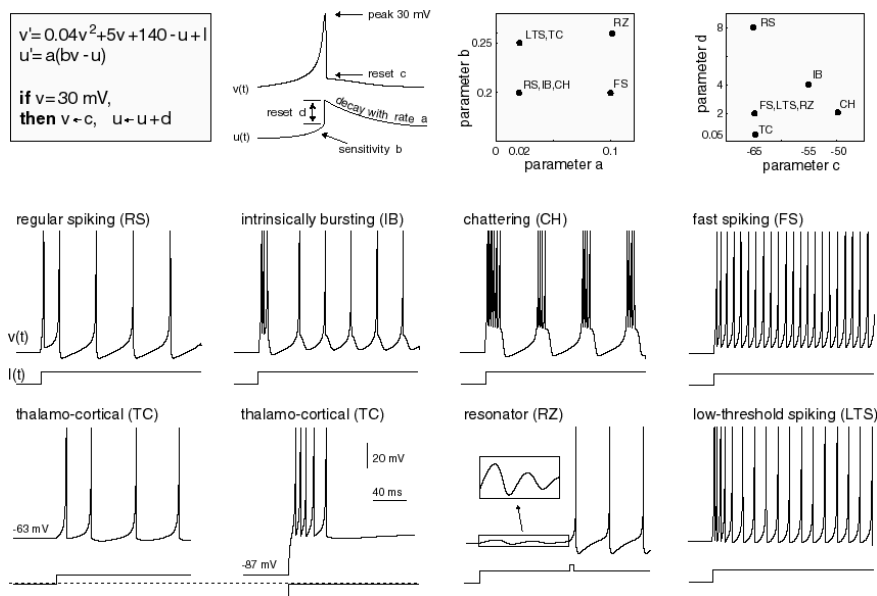 v'= 0.04v²+5v+140 - u+I
u'= a(bv - u)
if v=30 mV,
then v←c, u←u+d
peak 30 mV
reset c
v(t)
reset d
decay with rate a
u(t)
sensitivity b
parameter b
0.25
0.2
LTS,TC
RZ
RS,IB,CH
FS
0
0.02
0.1
parameter a
parameter d
8
4
2
0.05
RS
IB
FS,LTS,RZ
CH
TC
-65
-55
-50
parameter c
regular spiking (RS)
intrinsically bursting (IB)
chattering (CH)
fast spiking (FS)
v(t)
I(t)
thalamo-cortical (TC)
thalamo-cortical (TC)
resonator (RZ)
low-threshold spiking (LTS)
20 mV
40 ms
-63 mV
-87 mV